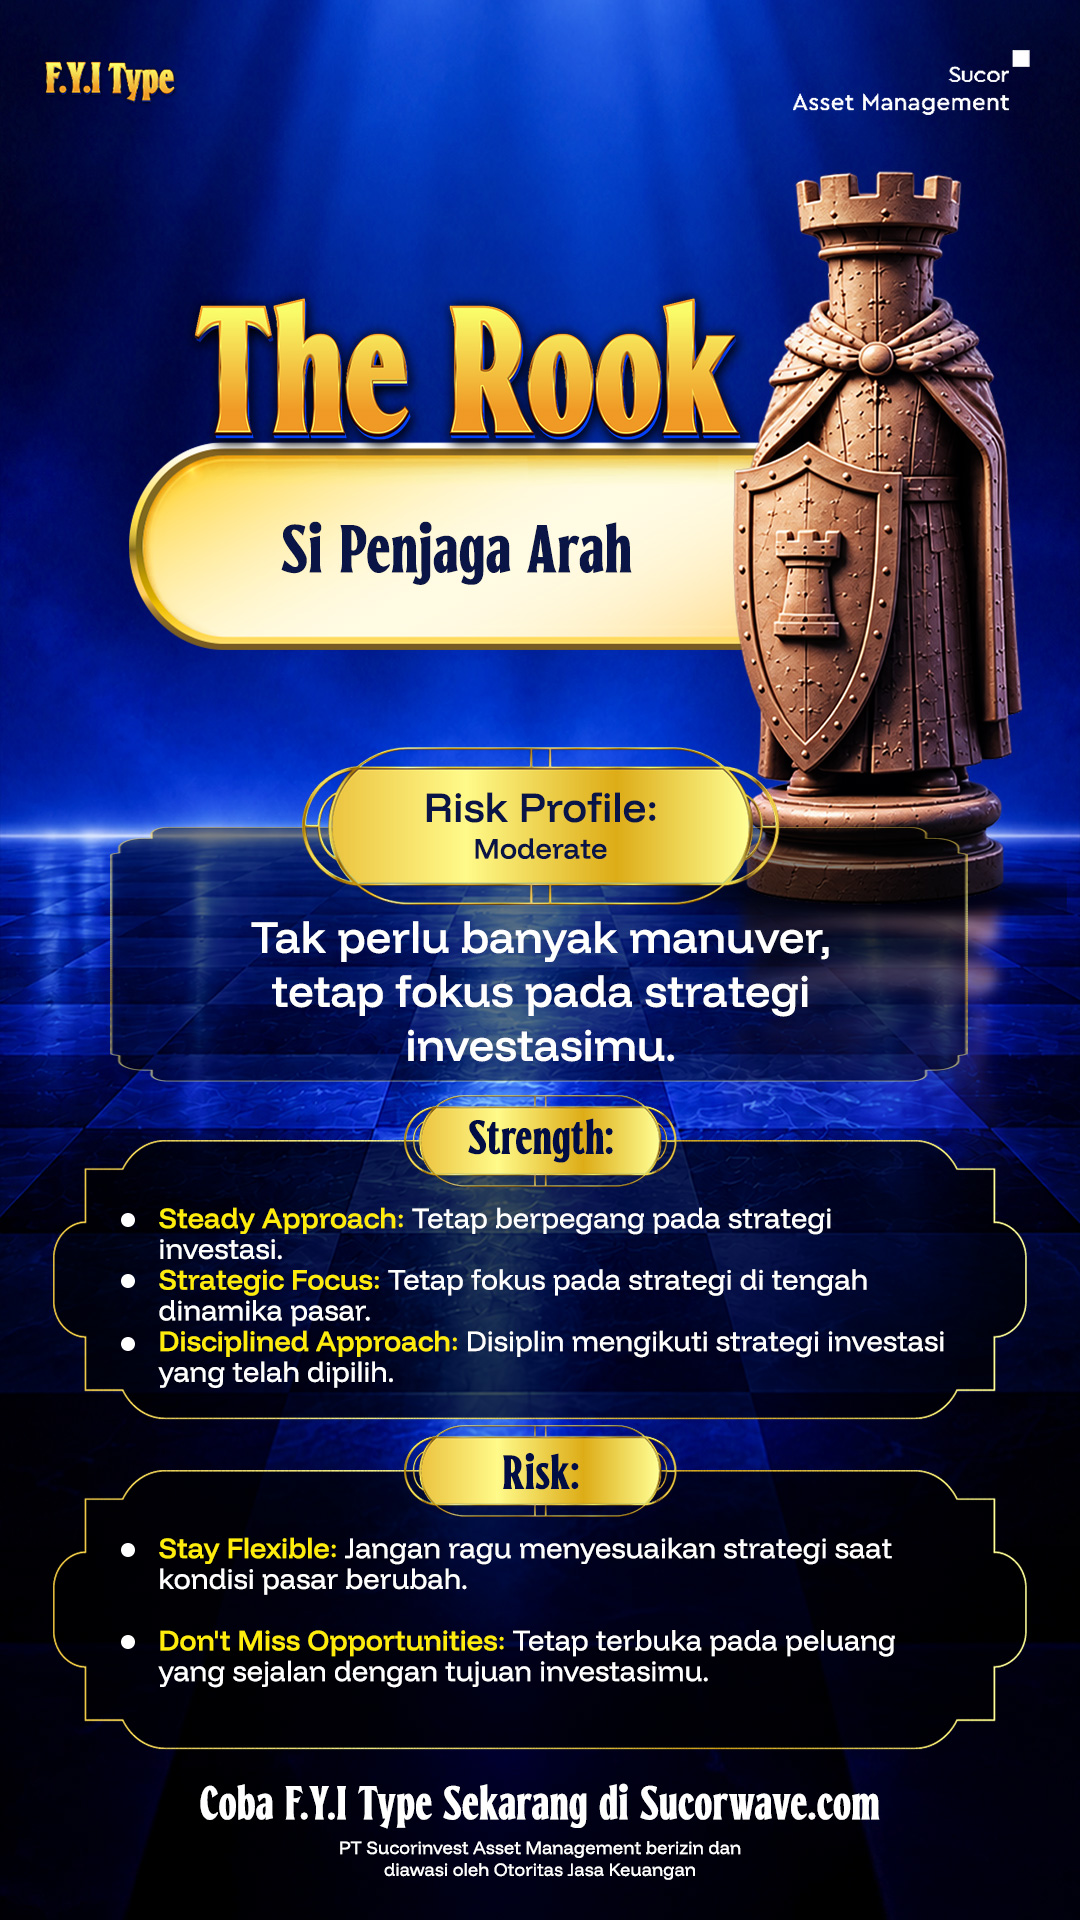 F.Y.I Type
Sucor
Asset Management
The Rook
Si Penjaga Arah
Risk Profile:
Moderate
Tak perlu banyak manuver,
tetap fokus pada strategi
investasimu.
Strength:
• Steady Approach: Tetap berpegang pada strategi
investasi.
• Strategic Focus: Tetap fokus pada strategi di tengah
dinamika pasar.
• Disciplined Approach: Disiplin mengikuti strategi investasi
yang telah dipilih.
Risk:
• Stay Flexible: Jangan ragu menyesuaikan strategi saat
kondisi pasar berubah.
• Don't Miss Opportunities: Tetap terbuka pada peluang
yang sejalan dengan tujuan investasimu.
Coba F.Y.I Type Sekarang di Sucorwave.com
PT Sucorinvest Asset Management berizin dan
diawasi oleh Otoritas Jasa Keuangan